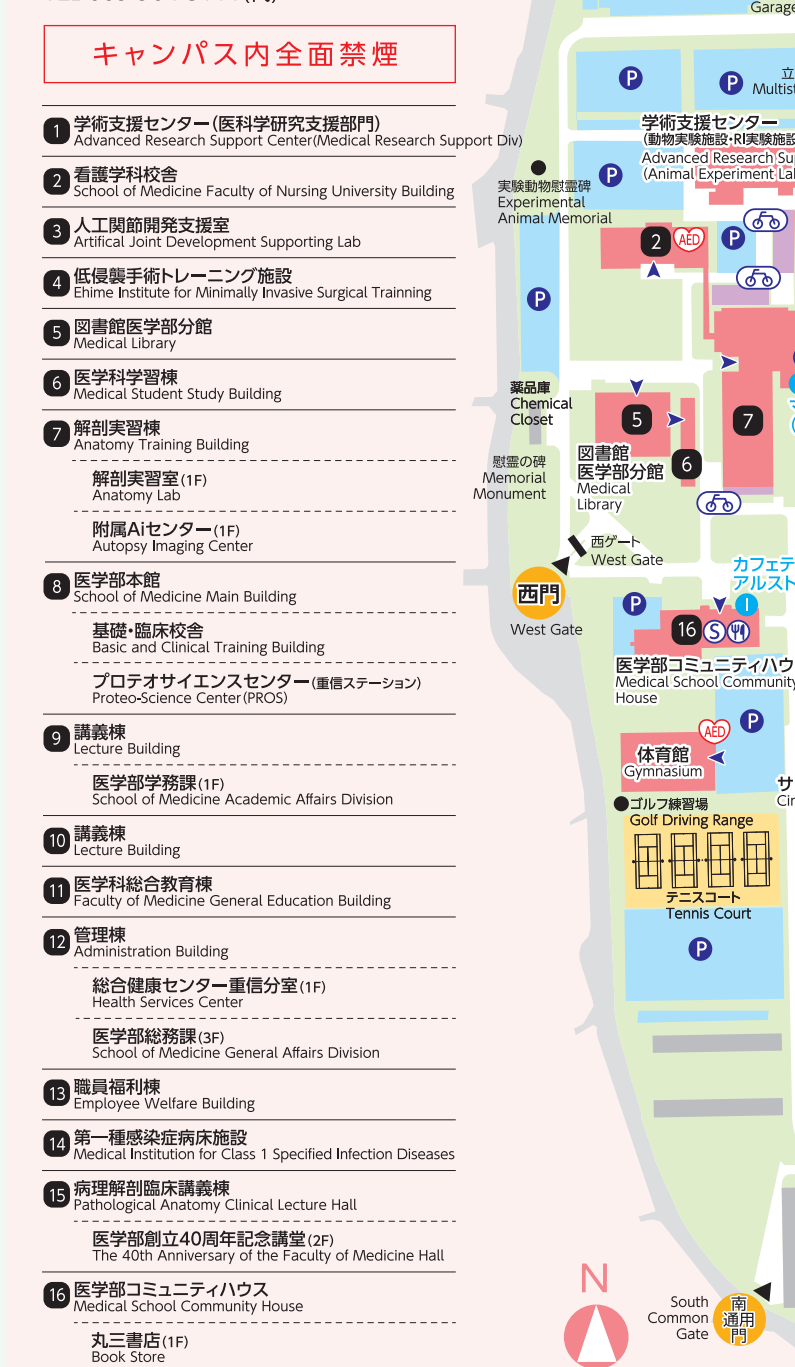 キャンパス内全面禁煙
1 学術支援センター(医科学研究支援部門)
Advanced Research Support Center(Medical Research Support Div)
2 看護学科校舎
School of Medicine Faculty of Nursing University Building
3 人工関節開発支援室
Artifical Joint Development Supporting Lab
4 低侵襲手術トレーニング施設
Ehime Institute for Minimally Invasive Surgical Trainning
5 図書館医学部分館
Medical Library
6 医学科学習棟
Medical Student Study Building
7 解剖実習棟
Anatomy Training Building
解剖実習室(1F)
Anatomy Lab
附属Aiセンター(1F)
Autopsy Imaging Center
8 医学部本館
School of Medicine Main Building
基礎・臨床校舎
Basic and Clinical Training Building
プロテオサイエンスセンター(重信ステーション)
Proteo-Science Center(PROS)
9 講義棟
Lecture Building
医学部学務課(1F)
School of Medicine Academic Affairs Division
10 講義棟
Lecture Building
11 医学科総合教育棟
Faculty of Medicine General Education Building
12 管理棟
Administration Building
総合健康センター重信分室(1F)
Health Services Center
医学部総務課(3F)
School of Medicine General Affairs Division
13 職員福利棟
Employee Welfare Building
14 第一種感染症病床施設
Medical Institution for Class 1 Specified Infection Diseases
15 病理解剖臨床講義棟
Pathological Anatomy Clinical Lecture Hall
医学部創立40周年記念講堂(2F)
The 40th Anniversary of the Faculty of Medicine Hall
16 医学部コミュニティハウス
Medical School Community House
丸三書店(1F)
Book Store
Garage
P
P
立
Multist
学術支援センター
(動物実験施設・RI実験施設
Advanced Research Su
(Animal Experiment Lab
実験動物慰霊碑
Experimental
Animal Memorial
P
2
AED
P
P
薬品庫
Chemical
Closet
5
7
図書館
医学部分館
Medical
Library
6
慰霊の碑
Memorial
Monument
西ゲート
West Gate
西門
West Gate
カフェテ
アルスト
P
I
16
S
医学部コミュニティハウ
Medical School Community
House
AED
P
体育館
Gymnasium
サ
Cir
ゴルフ練習場
Golf Driving Range
テニスコート
Tennis Court
P
N
South
Common
Gate
南
通用
門